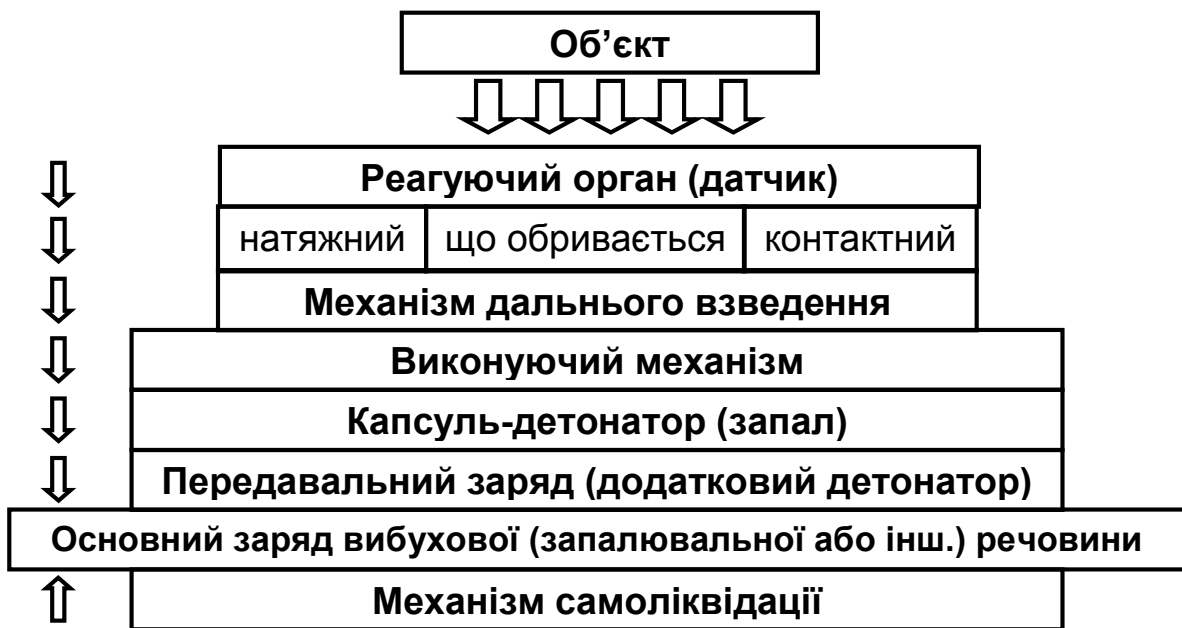 Об’єкт
Реагуючий орган (датчик)
натяжний що обривається контактний
Механізм дальнього взведення
Виконуючий механізм
Капсуль-детонатор (запал)
Передавальний заряд (додатковий детонатор)
Основний заряд вибухової (запалювальної або інш.) речовини
Механізм самоліквідації